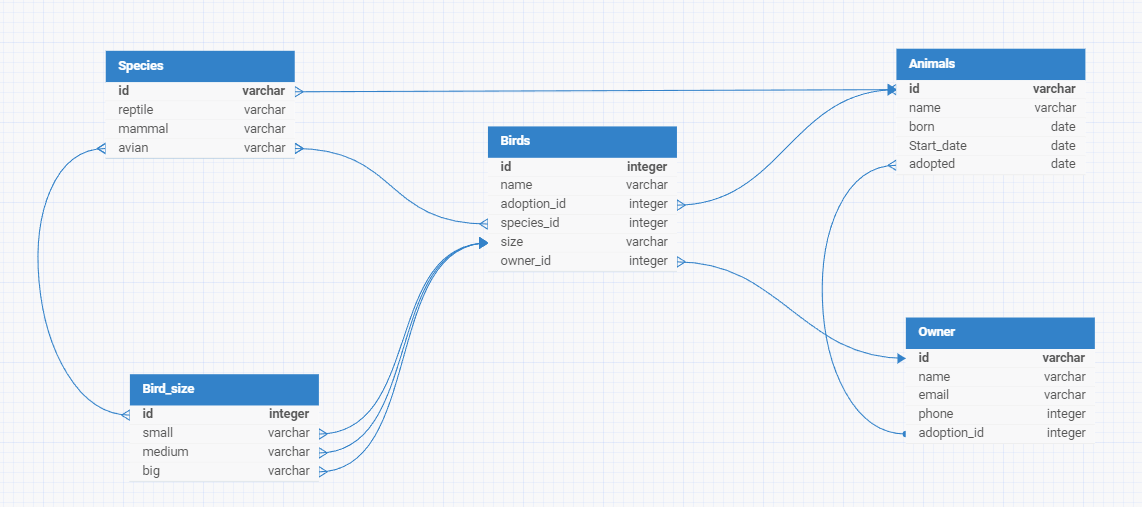 Species
id varchar
reptile varchar
mammal varchar
avian varchar
Birds
id integer
name varchar
adoption_id integer
species_id integer
size varchar
owner_id integer
Animals
id varchar
name varchar
born date
Start_date date
adopted date
Bird_size
id integer
small varchar
medium varchar
big varchar
Owner
id varchar
name varchar
email varchar
phone integer
adoption_id integer